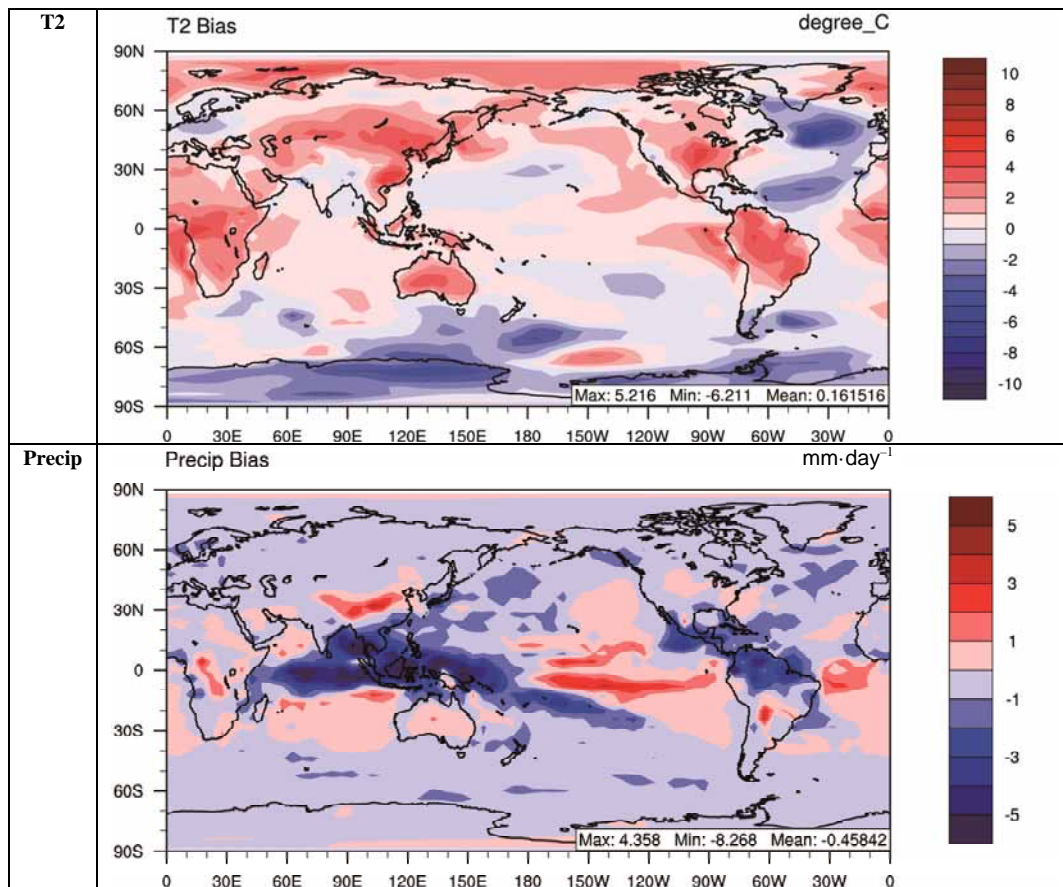 T2
T2 Bias degree_C
90N
60N
30N
0
30S
60S
90S
0 30E 60E 90E 120E 150E 180 150W 120W 90W 60W 30W 0
Max: 5.216 Min: -6.211 Mean: 0.161516
10
8
6
4
2
0
-2
-4
-6
-8
-10
Precip
Precip Bias mm·day⁻¹
90N
60N
30N
0
30S
60S
90S
0 30E 60E 90E 120E 150E 180 150W 120W 90W 60W 30W 0
Max: 4.358 Min: -8.268 Mean: -0.45842
5
3
1
-1
-3
-5